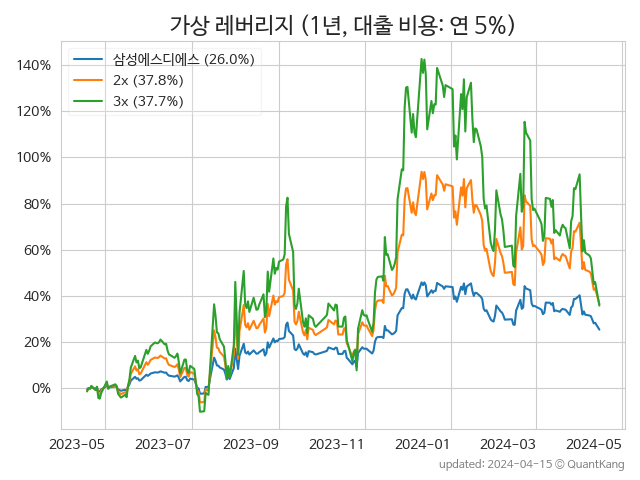 가상 레버리지 (1년, 대출 비용: 연 5%)
삼성에스디에스 (26.0%)
2x (37.8%)
3x (37.7%)
140%
120%
100%
80%
60%
40%
20%
0%
2023-05 2023-07 2023-09 2023-11 2024-01 2024-03 2024-05
updated: 2024-04-15 © QuantKang